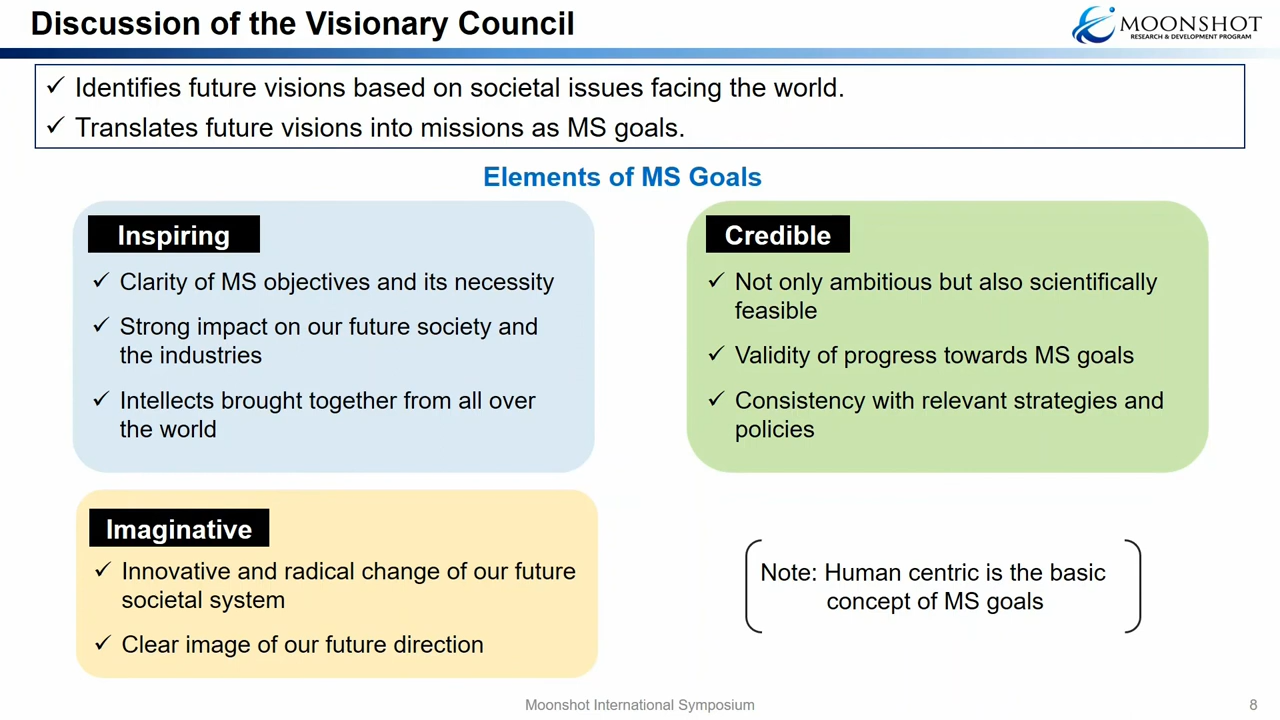 Discussion of the Visionary Council
MOONSHOT
RESEARCH & DEVELOPMENT PROGRAM
✓ Identifies future visions based on societal issues facing the world.
✓ Translates future visions into missions as MS goals.
Elements of MS Goals
Inspiring
✓ Clarity of MS objectives and its necessity
✓ Strong impact on our future society and
the industries
✓ Intellects brought together from all over
the world
Credible
✓ Not only ambitious but also scientifically
feasible
✓ Validity of progress towards MS goals
✓ Consistency with relevant strategies and
policies
Imaginative
✓ Innovative and radical change of our future
societal system
✓ Clear image of our future direction
Note: Human centric is the basic
concept of MS goals
Moonshot International Symposium
8